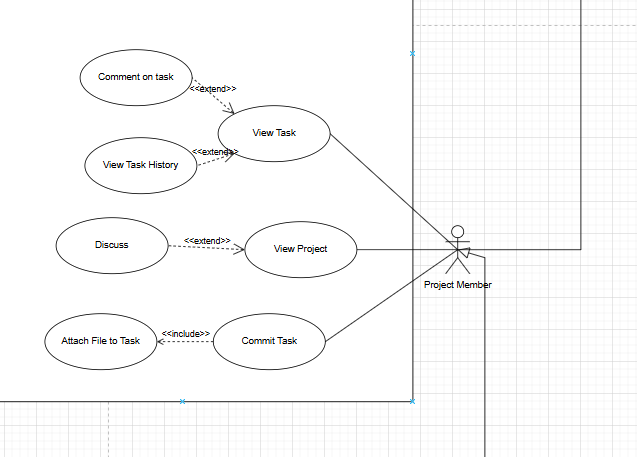 Comment on task
<<extend>>
View Task
<<extend>>
View Task History
Discuss
<<extend>>
View Project
Project Member
Attach File to Task
<<include>>
Commit Task